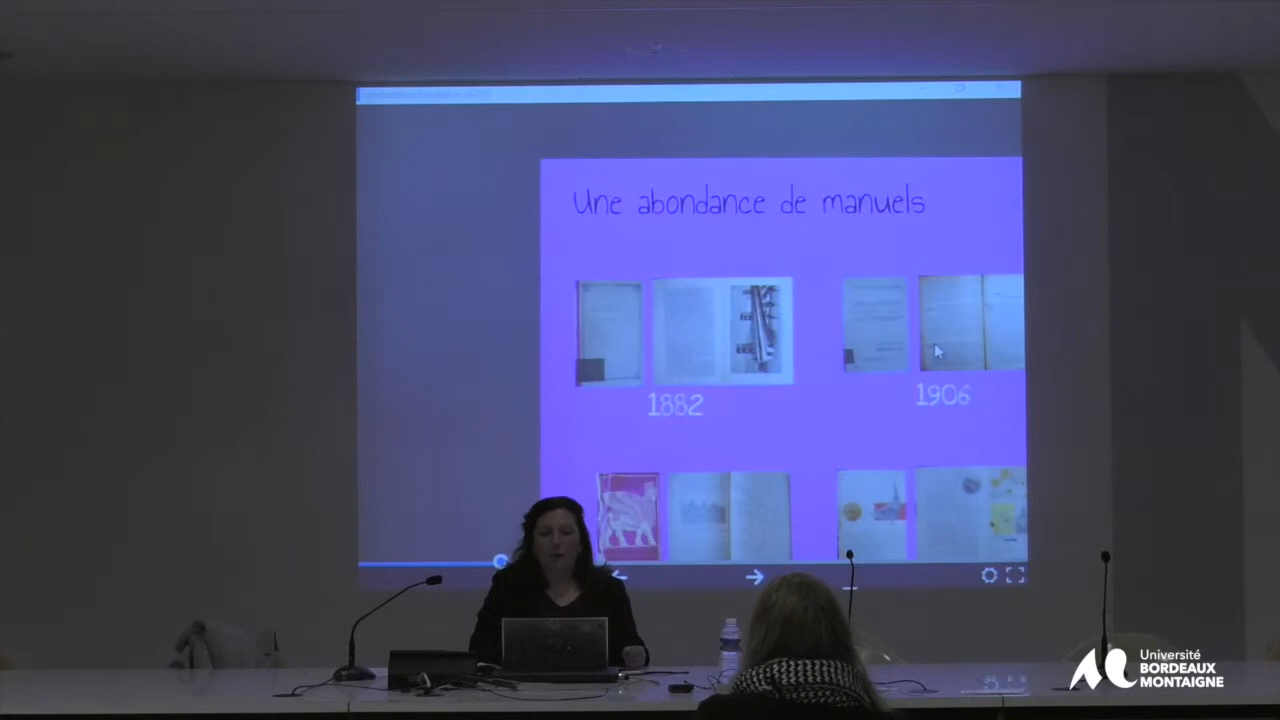 Une abondance de manuels
1882
1906
Université
BORDEAUX
MONTAIGNE